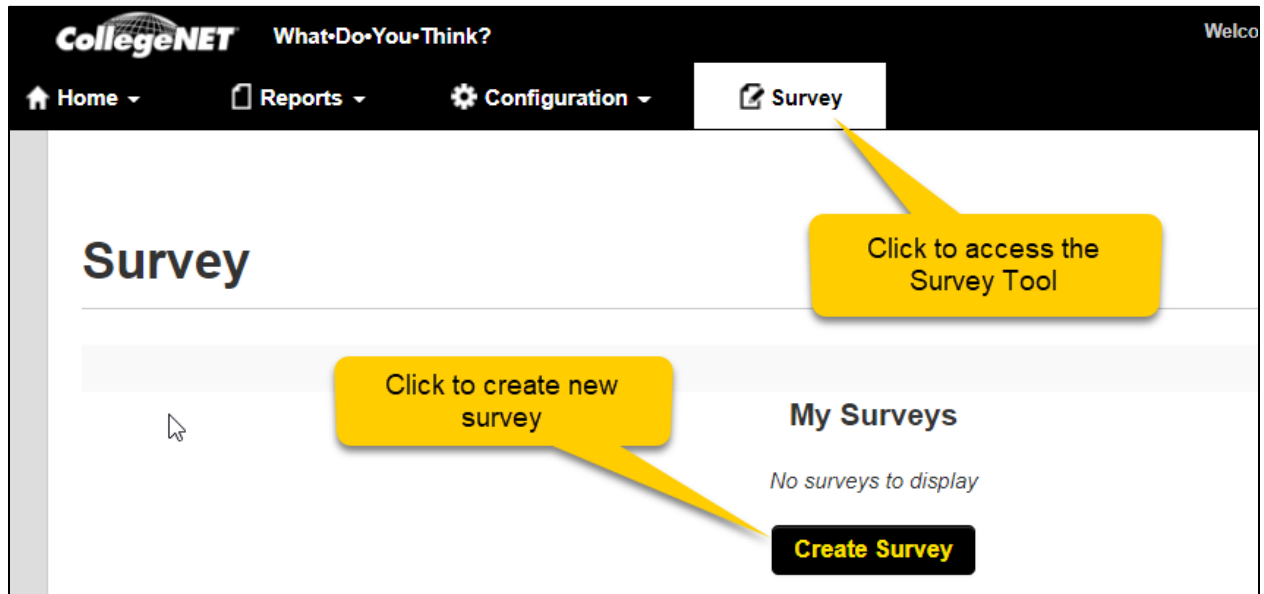 CollegeNET What•Do•You•Think? Welco
Home Reports Configuration Survey
Click to access the
Survey Tool
Survey
Click to create new
survey
My Surveys
No surveys to display
Create Survey